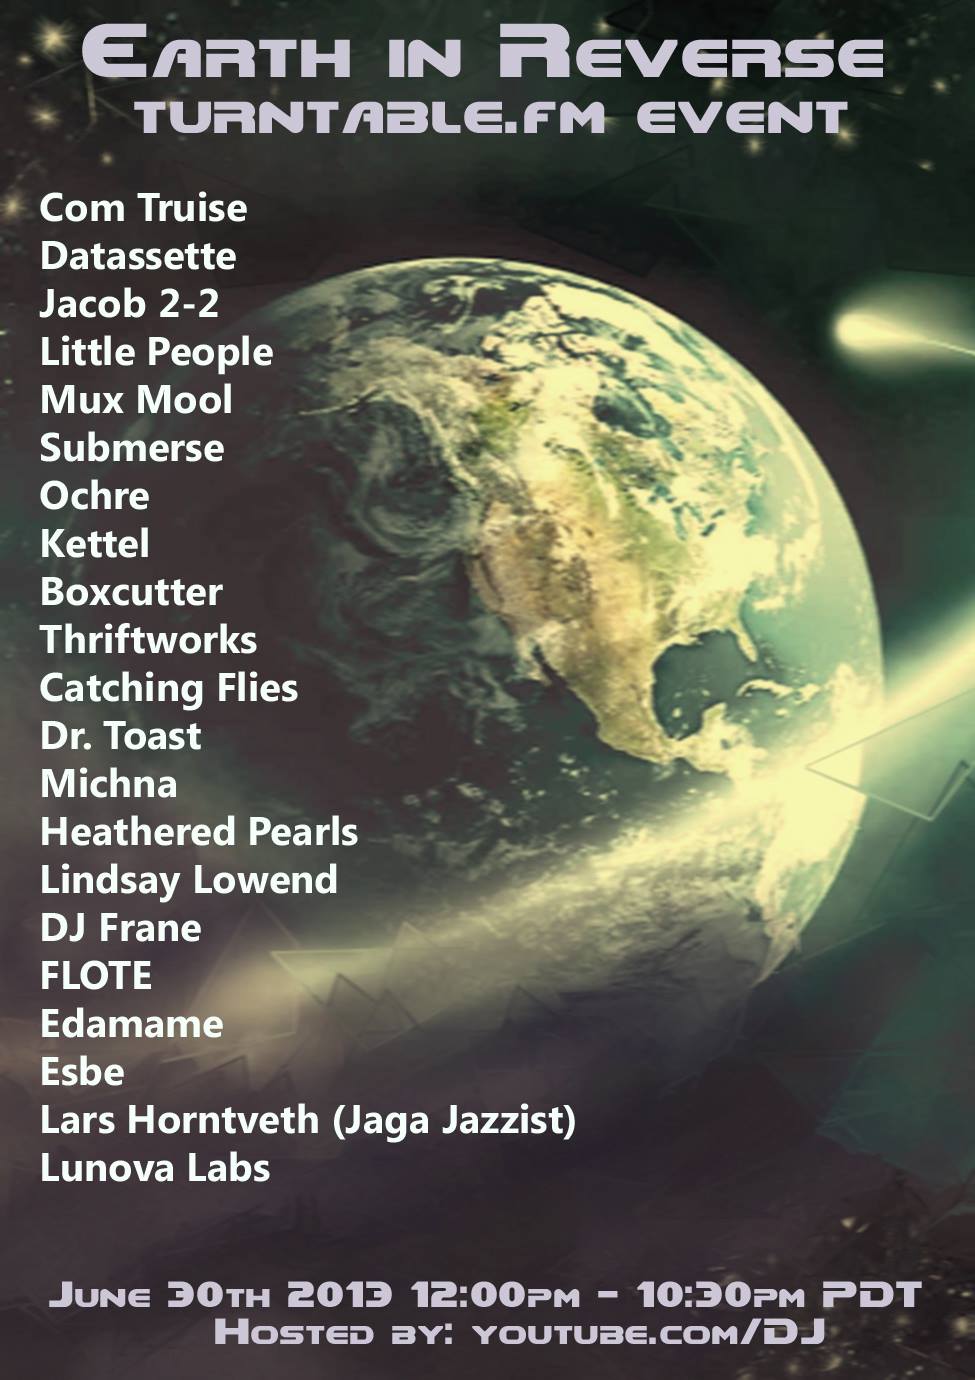 Earth in Reverse
turntable.fm event
Com Truise
Datassette
Jacob 2-2
Little People
Mux Mool
Submerse
Ochre
Kettel
Boxcutter
Thriftworks
Catching Flies
Dr. Toast
Michna
Heathered Pearls
Lindsay Lowend
DJ Frane
FLOTE
Edamame
Esbe
Lars Horntveth (Jaga Jazzist)
Lunova Labs
June 30th 2013 12:00pm - 10:30pm PDT
Hosted by: youtube.com/DJ